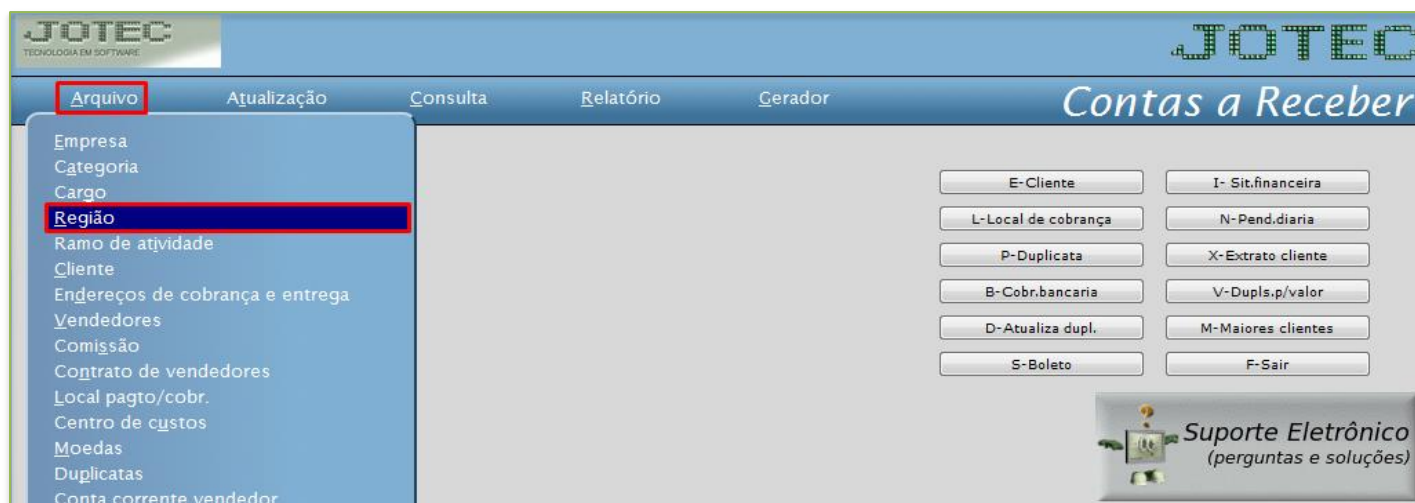 JOTEC
TECNOLOGIA EM SOFTWARE
JOTEC
Arquivo Atualização Consulta Relatório Gerador Contas a Receber
Empresa
Categoria
Cargo
Região
Ramo de atividade
Cliente
Endereços de cobrança e entrega
Vendedores
Comissão
Contrato de vendedores
Local pagto/cobr.
Centro de custos
Moedas
Duplicatas
Conta corrente vendedor
E-Cliente I- Sit.financeira
L-Local de cobrança N-Pend.diaria
P-Duplicata X-Extrato cliente
B-Cobr.bancaria V-Dupls.p/valor
D-Atualiza dupl. M-Maiores clientes
S-Boleto F-Sair
Suporte Eletrônico
(perguntas e soluções)